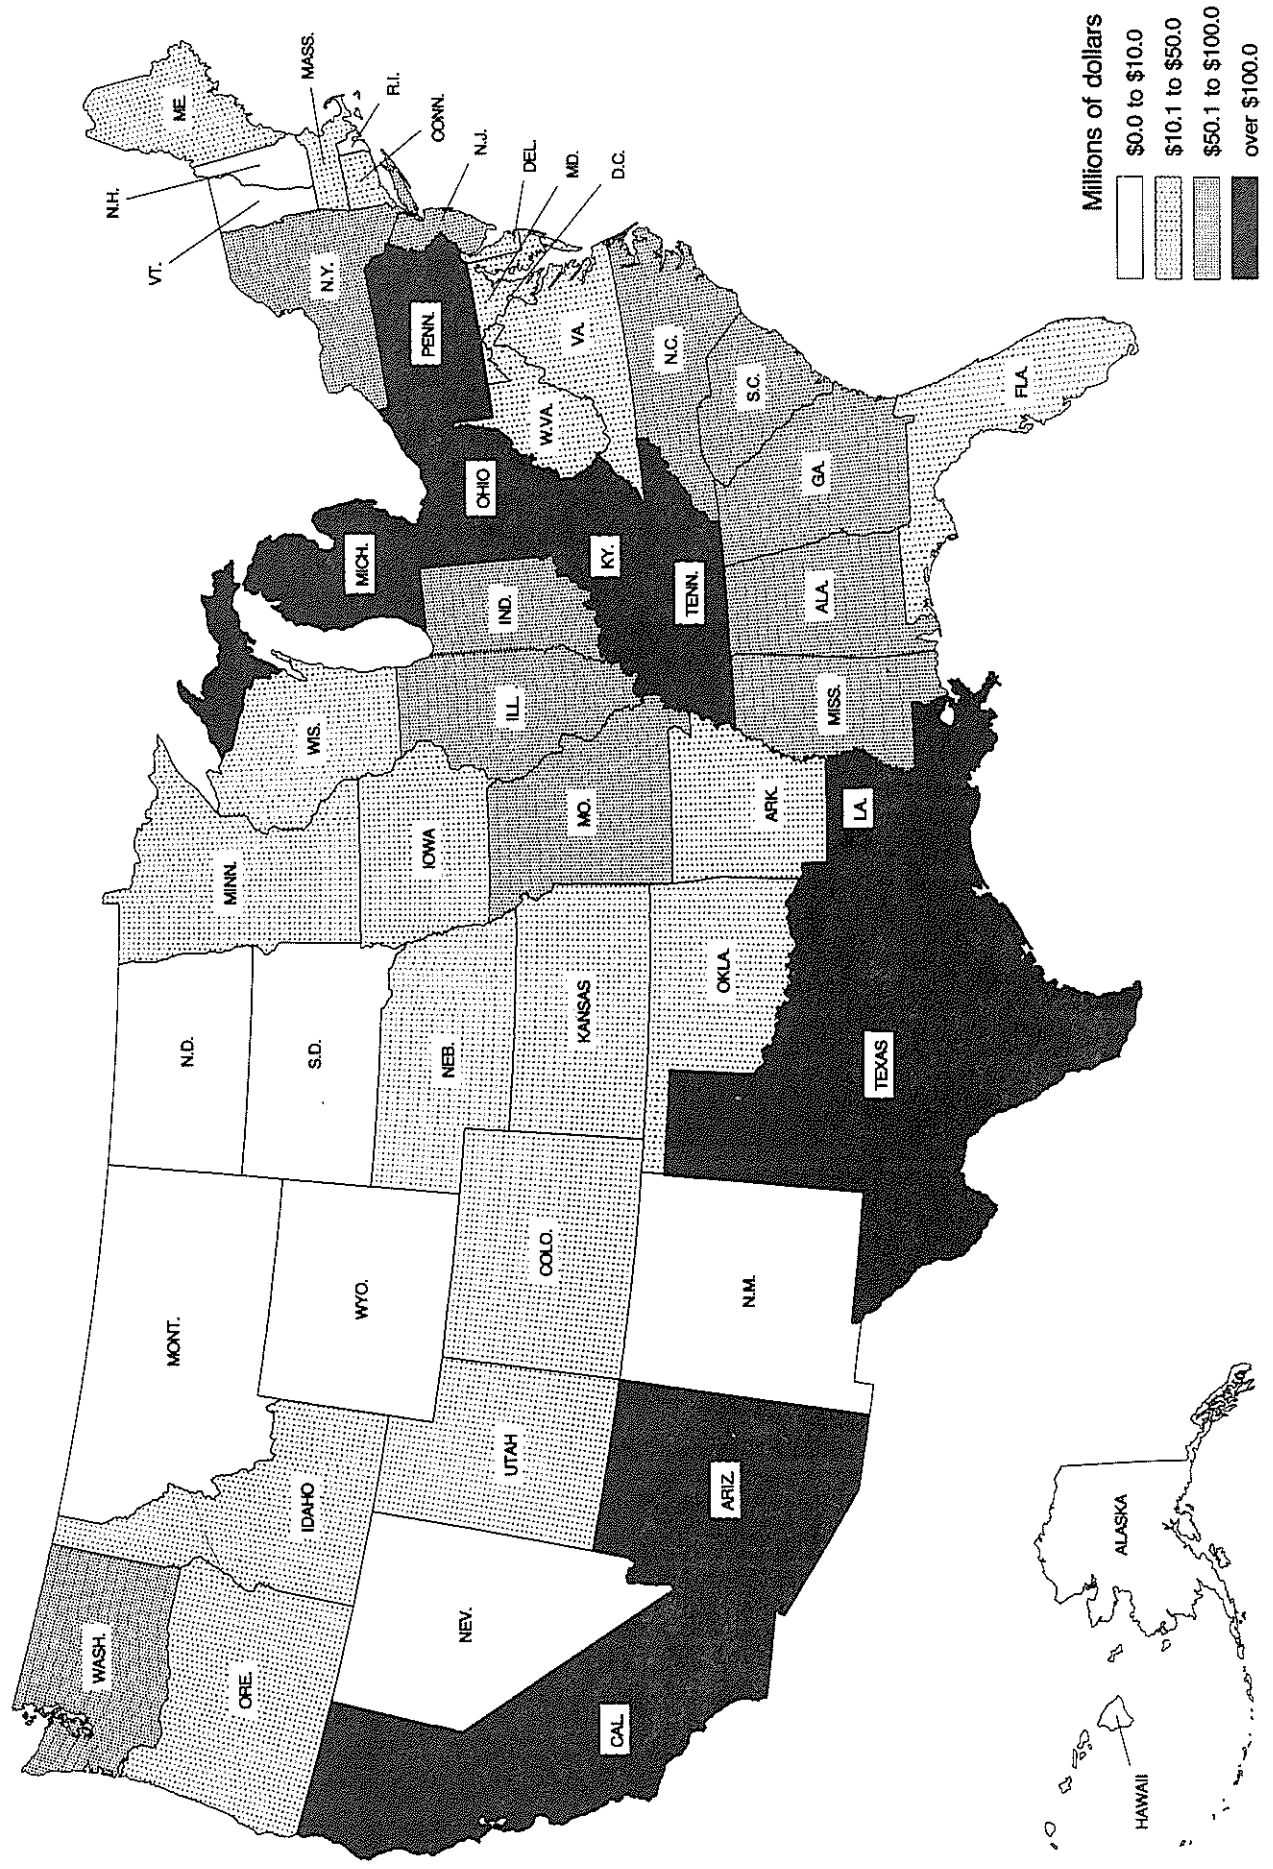 WASH.
ORE.
CAL.
NEV.
IDAHO
MONT.
WYO.
UTAH
ARIZ.
COLO.
N.M.
N.D.
S.D.
NEB.
KANSAS
OKLA.
TEXAS
MINN.
IOWA
MO.
ARK.
LA.
WIS.
ILL.
MICH.
IND.
OHIO
KY.
TENN.
MISS.
ALA.
GA.
FLA.
S.C.
N.C.
VA.
W.VA.
PENN.
N.Y.
VT.
N.H.
ME.
MASS.
R.I.
CONN.
N.J.
DEL.
MD.
D.C.
ALASKA
HAWAII
Millions of dollars
$0.0 to $10.0
$10.1 to $50.0
$50.1 to $100.0
over $100.0